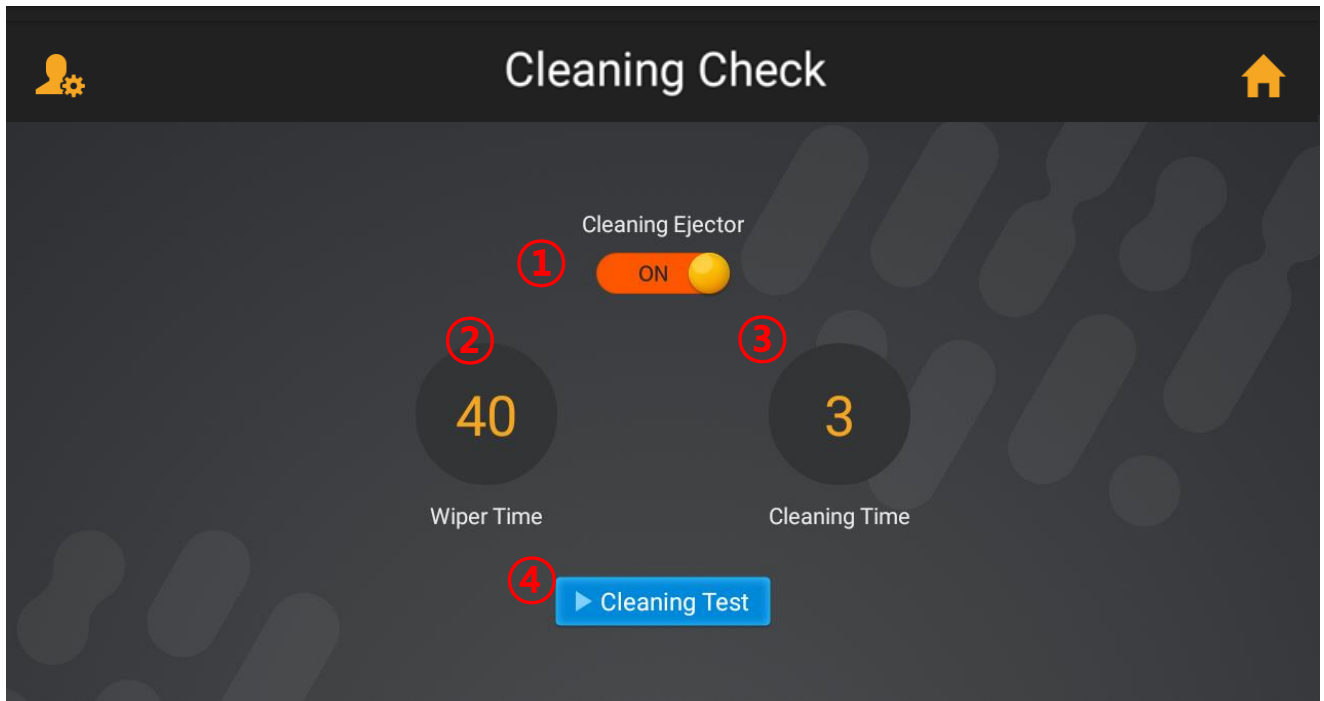 Cleaning Check
Cleaning Ejector
① ON
② ③
40 3
Wiper Time Cleaning Time
④ Cleaning Test